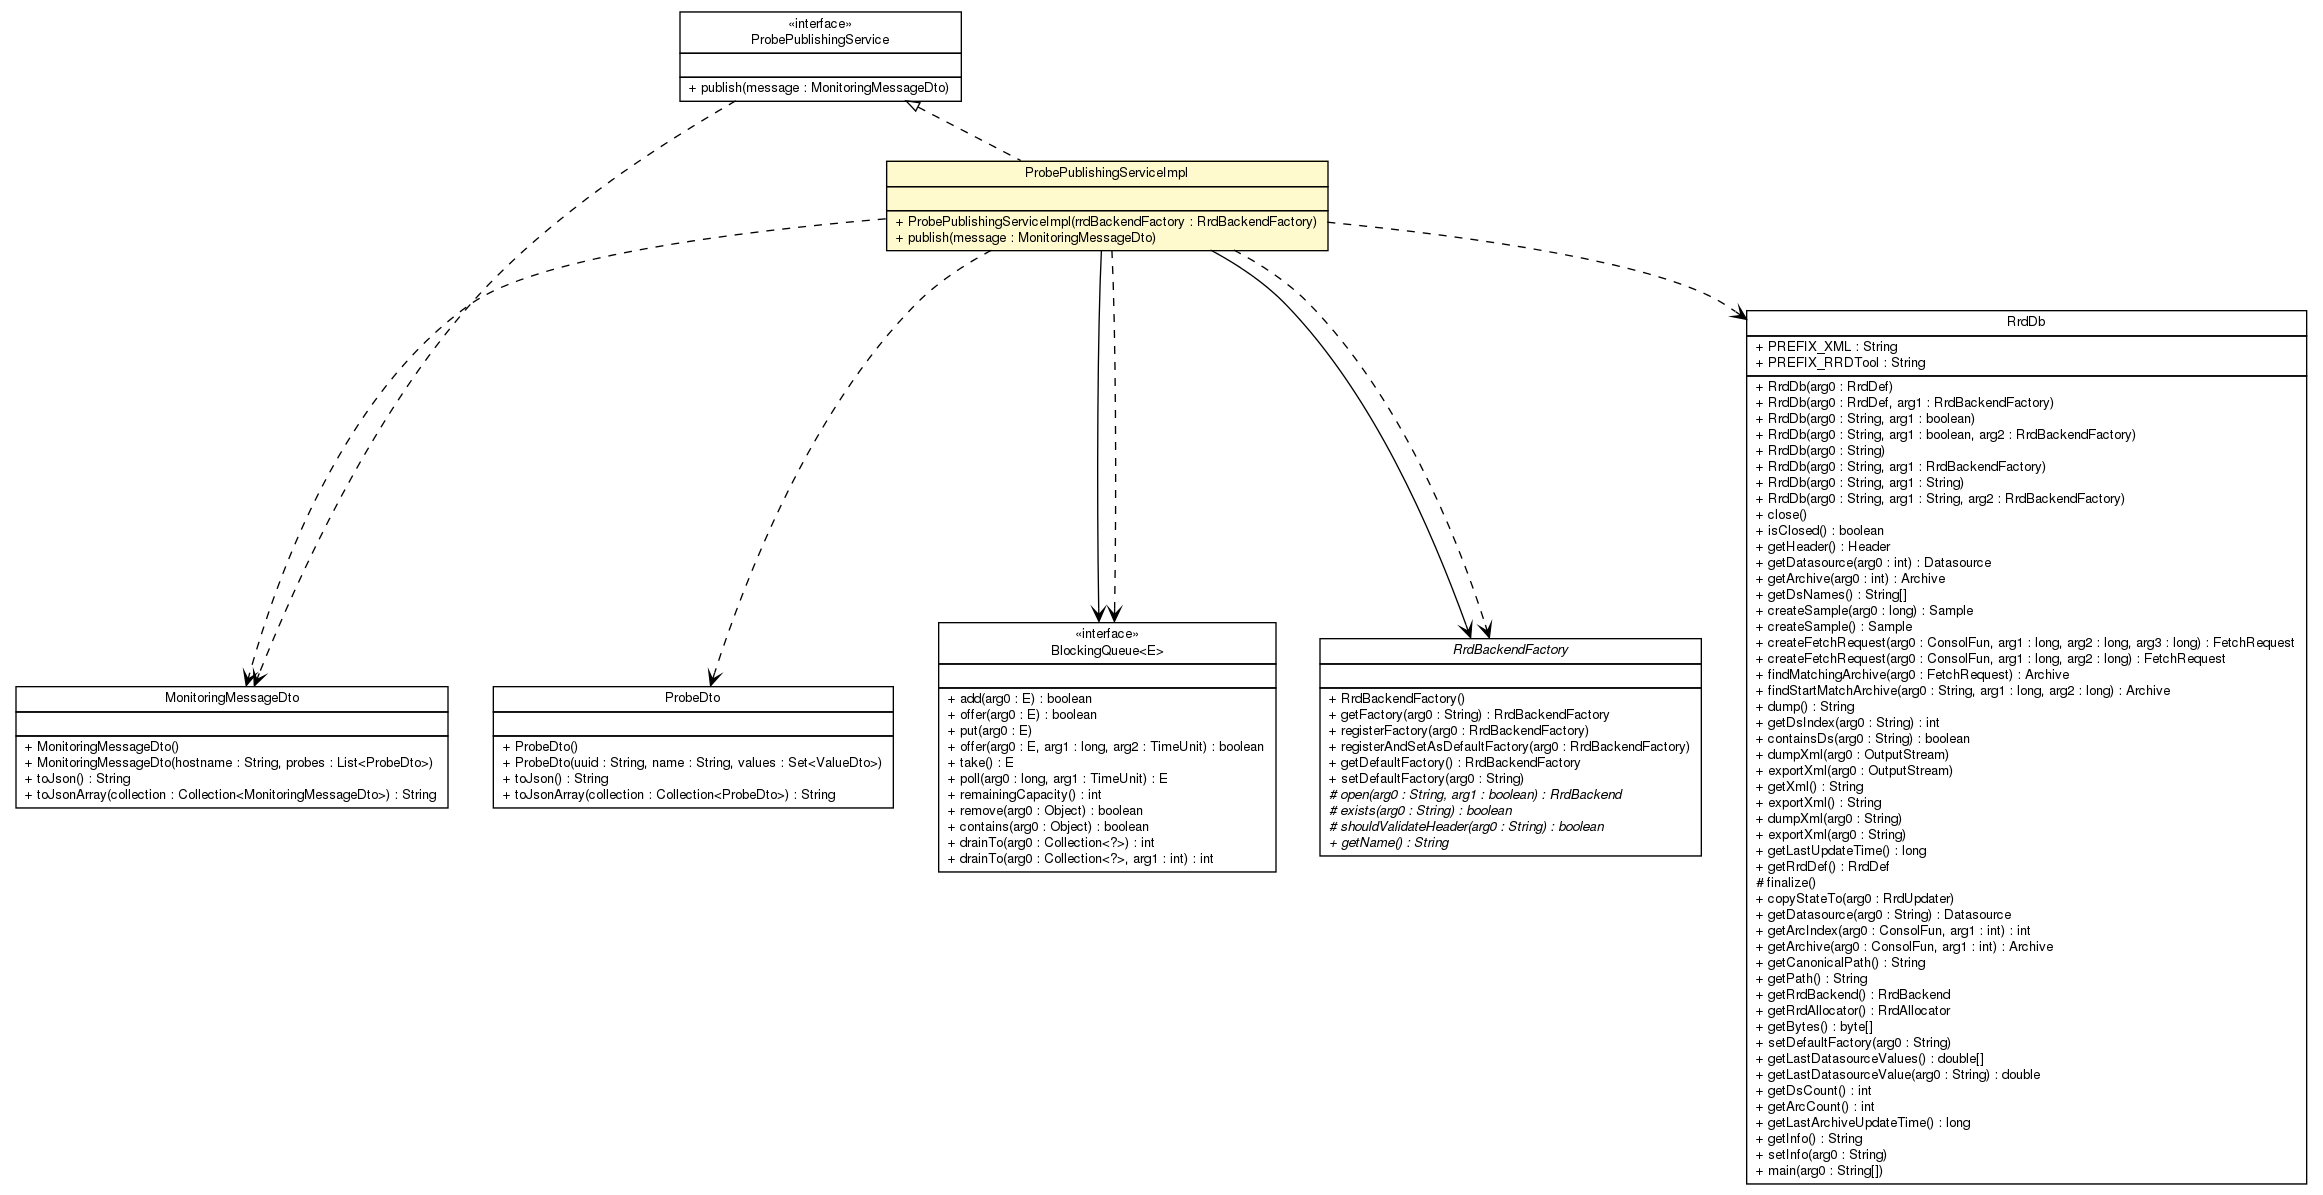 «interface»
ProbePublishingService
+ publish(message : MonitoringMessageDto)
ProbePublishingServiceImpl
+ ProbePublishingServiceImpl(rrdBackendFactory : RrdBackendFactory)
+ publish(message : MonitoringMessageDto)
MonitoringMessageDto
+ MonitoringMessageDto()
+ MonitoringMessageDto(hostname : String, probes : List<ProbeDto>)
+ toJson() : String
+ toJsonArray(collection : Collection<MonitoringMessageDto>) : String
ProbeDto
+ ProbeDto()
+ ProbeDto(uuid : String, name : String, values : Set<ValueDto>)
+ toJson() : String
+ toJsonArray(collection : Collection<ProbeDto>) : String
«interface»
BlockingQueue<E>
+ add(arg0 : E) : boolean
+ offer(arg0 : E) : boolean
+ put(arg0 : E)
+ offer(arg0 : E, arg1 : long, arg2 : TimeUnit) : boolean
+ take() : E
+ poll(arg0 : long, arg1 : TimeUnit) : E
+ remainingCapacity() : int
+ remove(arg0 : Object) : boolean
+ contains(arg0 : Object) : boolean
+ drainTo(arg0 : Collection<?>) : int
+ drainTo(arg0 : Collection<?>, arg1 : int) : int
RrdBackendFactory
+ RrdBackendFactory()
+ getFactory(arg0 : String) : RrdBackendFactory
+ registerFactory(arg0 : RrdBackendFactory)
+ registerAndSetAsDefaultFactory(arg0 : RrdBackendFactory)
+ getDefaultFactory() : RrdBackendFactory
+ setDefaultFactory(arg0 : String)
# open(arg0 : String, arg1 : boolean) : RrdBackend
# exists(arg0 : String) : boolean
# shouldValidateHeader(arg0 : String) : boolean
+ getName() : String
RrdDb
+ PREFIX_XML : String
+ PREFIX_RRDTool : String
+ RrdDb(arg0 : RrdDef)
+ RrdDb(arg0 : RrdDef, arg1 : RrdBackendFactory)
+ RrdDb(arg0 : String, arg1 : boolean)
+ RrdDb(arg0 : String, arg1 : boolean, arg2 : RrdBackendFactory)
+ RrdDb(arg0 : String)
+ RrdDb(arg0 : String, arg1 : RrdBackendFactory)
+ RrdDb(arg0 : String, arg1 : String)
+ RrdDb(arg0 : String, arg1 : String, arg2 : RrdBackendFactory)
+ close()
+ isClosed() : boolean
+ getHeader() : Header
+ getDatasource(arg0 : int) : Datasource
+ getArchive(arg0 : int) : Archive
+ getDsNames() : String[]
+ createSample(arg0 : long) : Sample
+ createSample() : Sample
+ createFetchRequest(arg0 : ConsolFun, arg1 : long, arg2 : long, arg3 : long) : FetchRequest
+ createFetchRequest(arg0 : ConsolFun, arg1 : long, arg2 : long) : FetchRequest
+ findMatchingArchive(arg0 : FetchRequest) : Archive
+ findStartMatchArchive(arg0 : String, arg1 : long, arg2 : long) : Archive
+ dump() : String
+ getDsIndex(arg0 : String) : int
+ containsDs(arg0 : String) : boolean
+ dumpXml(arg0 : OutputStream)
+ exportXml(arg0 : OutputStream)
+ getXml() : String
+ exportXml() : String
+ dumpXml(arg0 : String)
+ exportXml(arg0 : String)
+ getLastUpdateTime() : long
+ getRrdDef() : RrdDef
# finalize()
+ copyStateTo(arg0 : RrdUpdater)
+ getDatasource(arg0 : String) : Datasource
+ getArcIndex(arg0 : ConsolFun, arg1 : int) : int
+ getArchive(arg0 : ConsolFun, arg1 : int) : Archive
+ getCanonicalPath() : String
+ getPath() : String
+ getRrdBackend() : RrdBackend
+ getRrdAllocator() : RrdAllocator
+ getBytes() : byte[]
+ setDefaultFactory(arg0 : String)
+ getLastDatasourceValues() : double[]
+ getLastDatasourceValue(arg0 : String) : double
+ getDsCount() : int
+ getArcCount() : int
+ getLastArchiveUpdateTime() : long
+ getInfo() : String
+ setInfo(arg0 : String)
+ main(arg0 : String[])